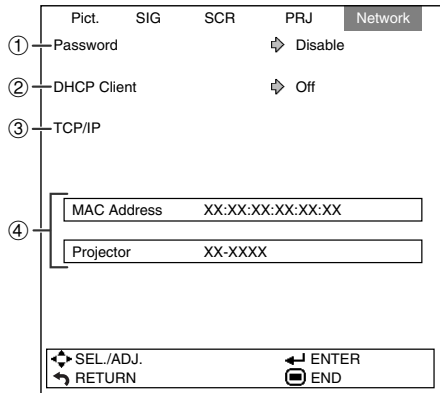 Pict. SIG SCR PRJ Network
① Password Disable
② DHCP Client Off
③ TCP/IP
④
MAC Address XX:XX:XX:XX:XX:XX
Projector XX-XXXX
SEL./ADJ. ENTER
RETURN END